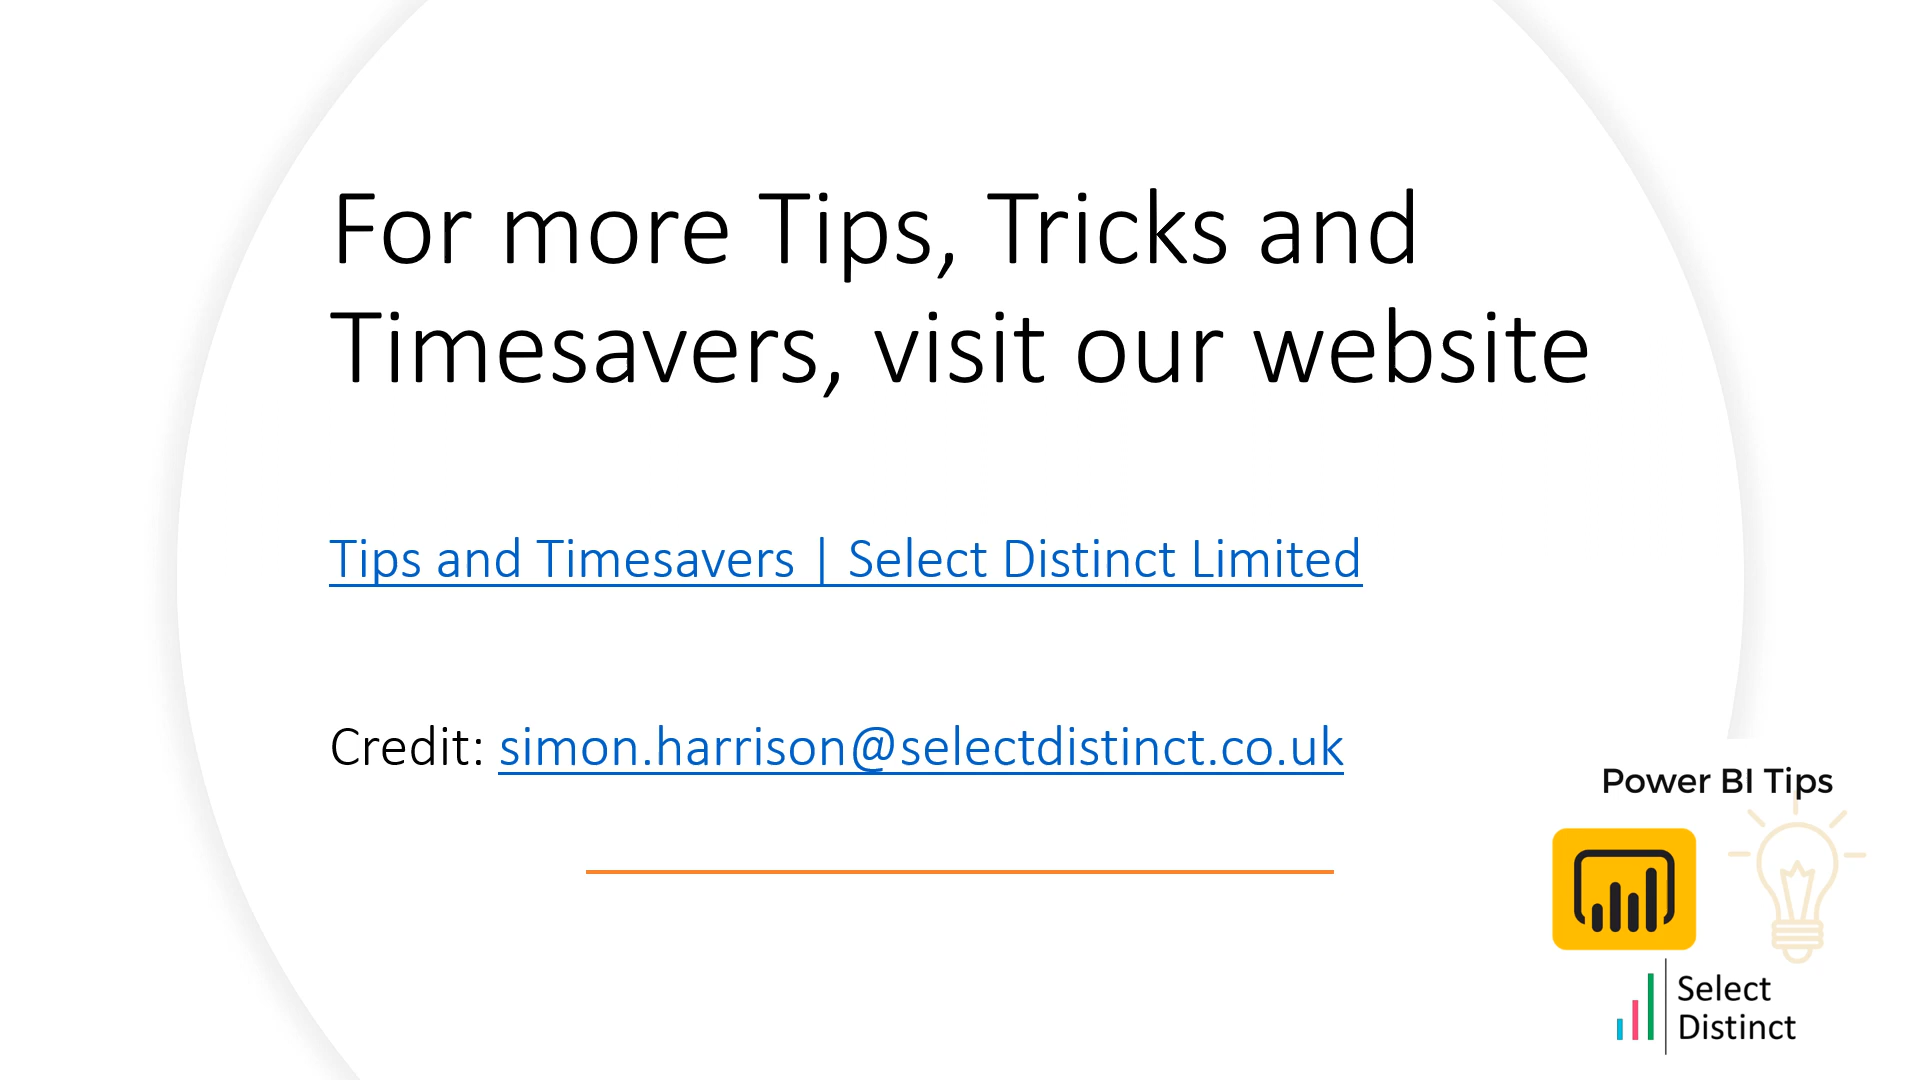 For more Tips, Tricks and
Timesavers, visit our website
Tips and Timesavers | Select Distinct Limited
Credit: simon.harrison@selectdistinct.co.uk
Power BI Tips
Select
Distinct